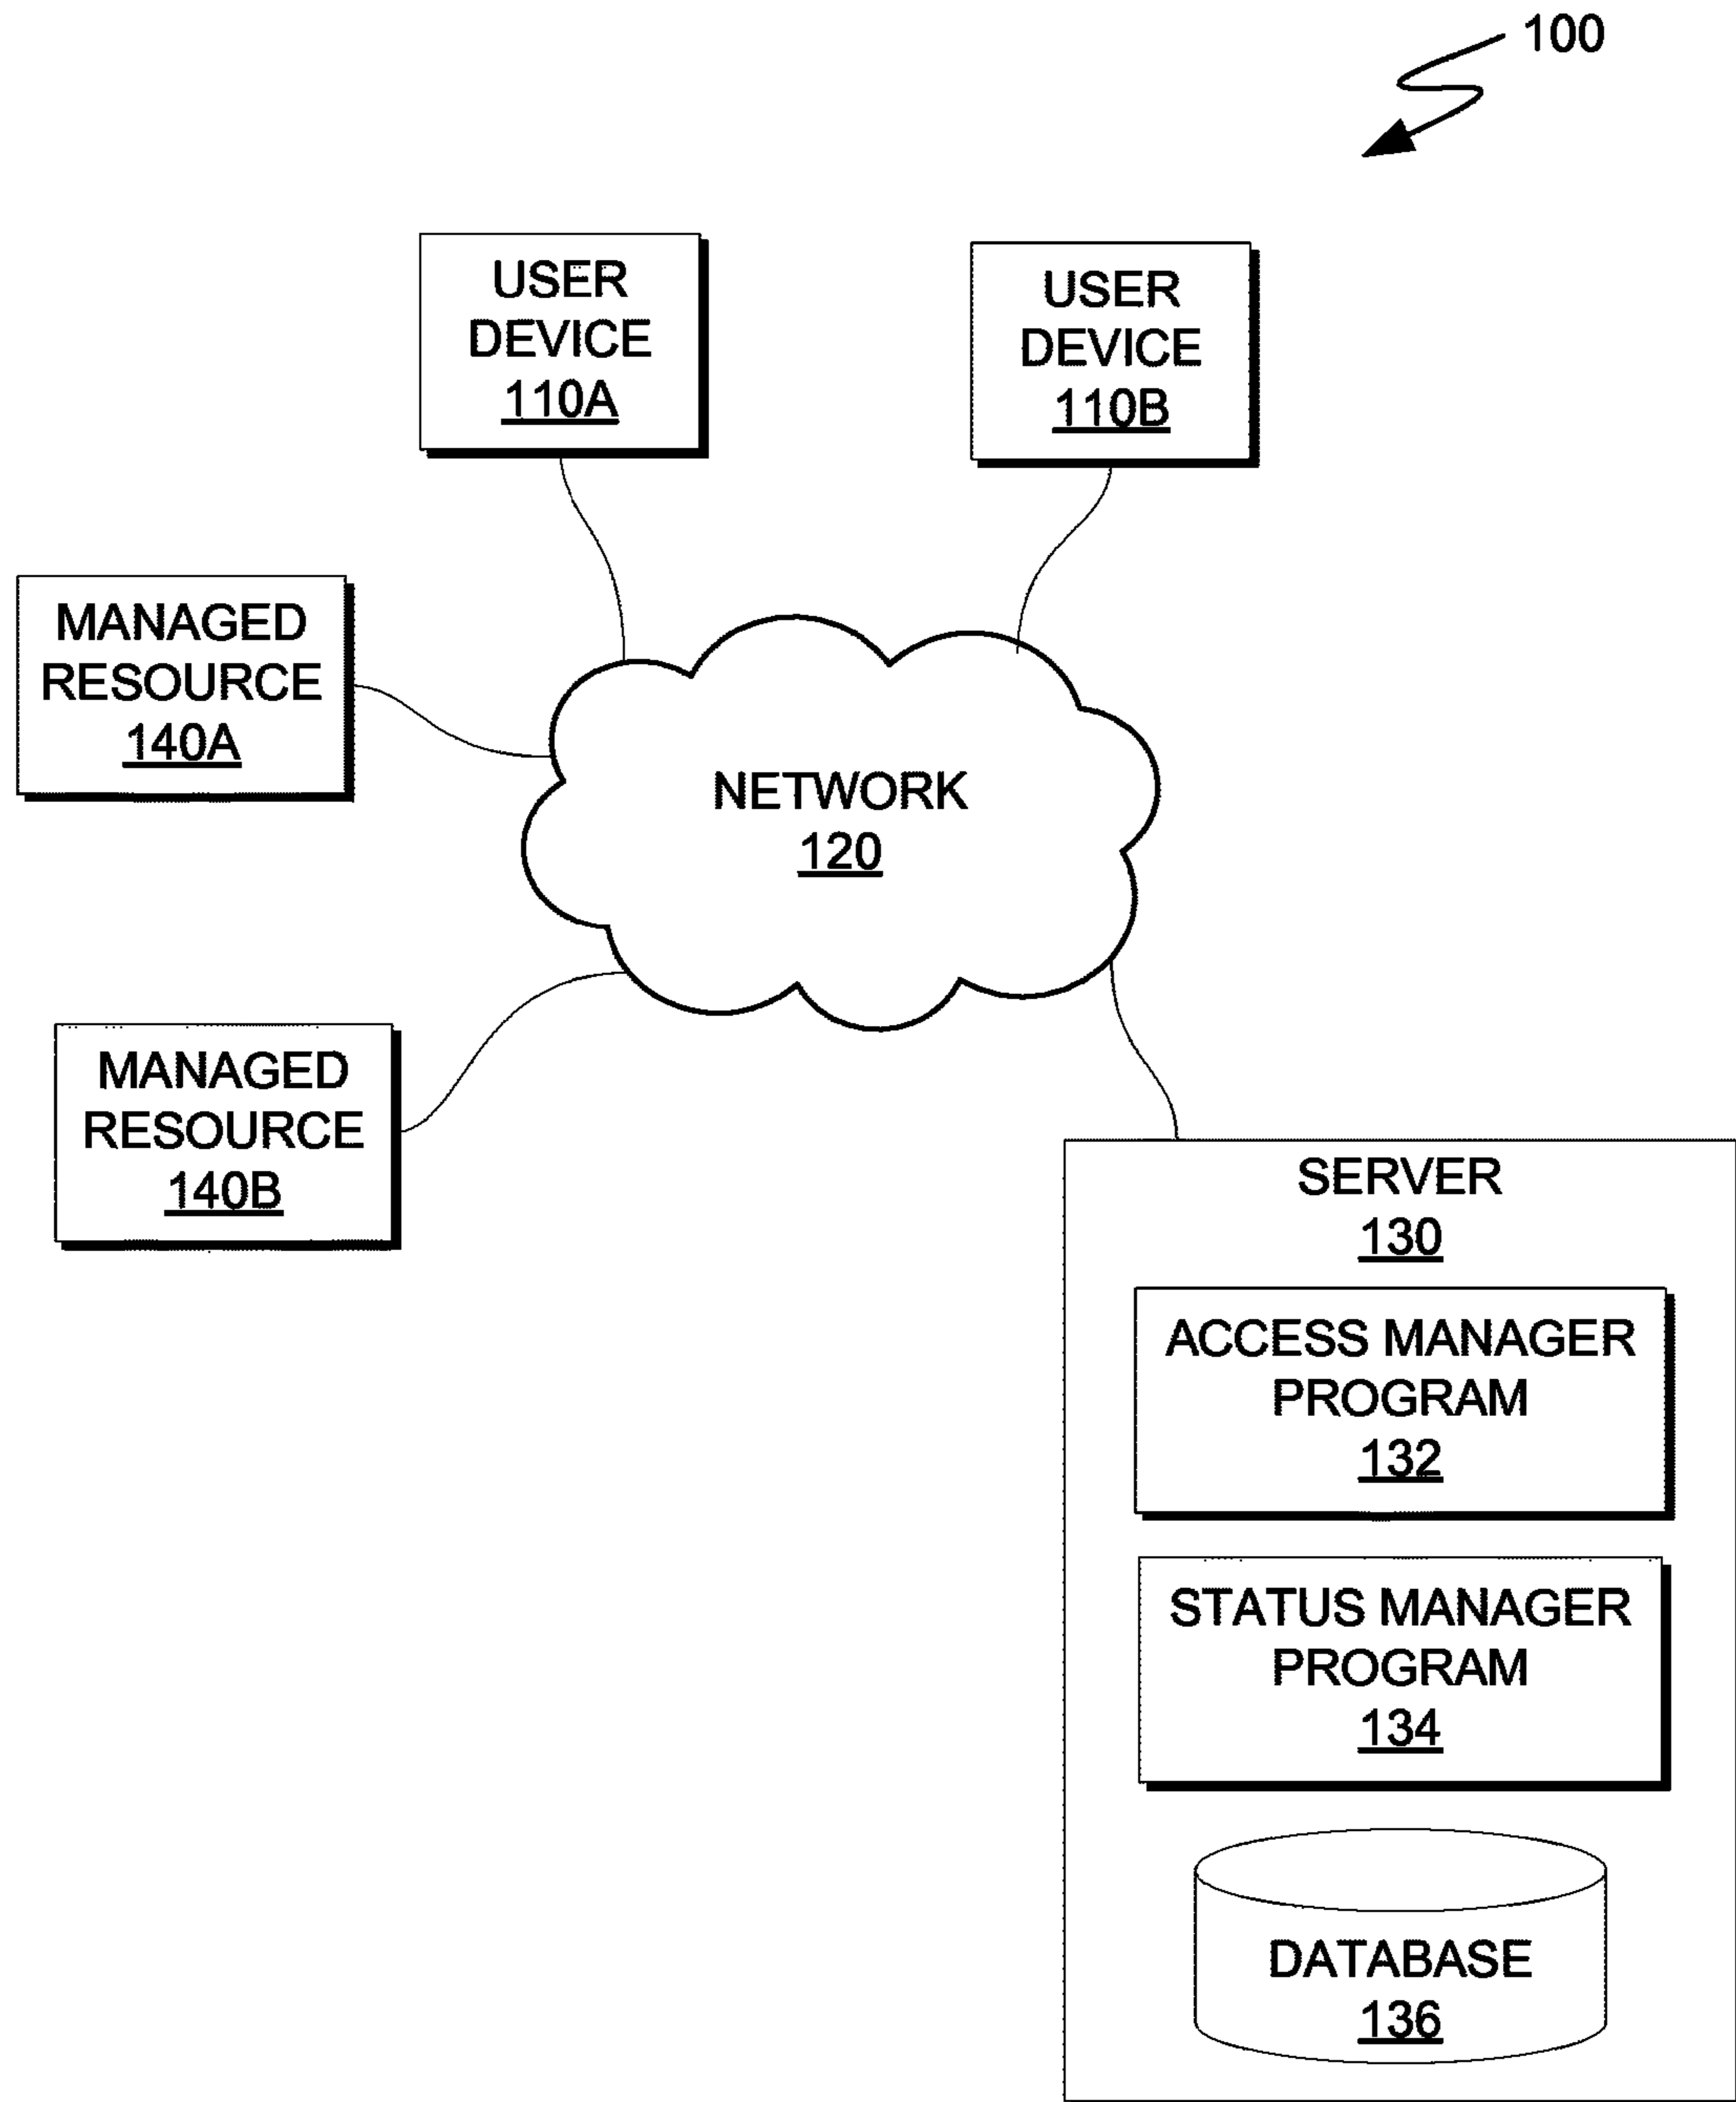 100
USER
DEVICE
110A
USER
DEVICE
110B
MANAGED
RESOURCE
140A
NETWORK
120
MANAGED
RESOURCE
140B
SERVER
130
ACCESS MANAGER
PROGRAM
132
STATUS MANAGER
PROGRAM
134
DATABASE
136